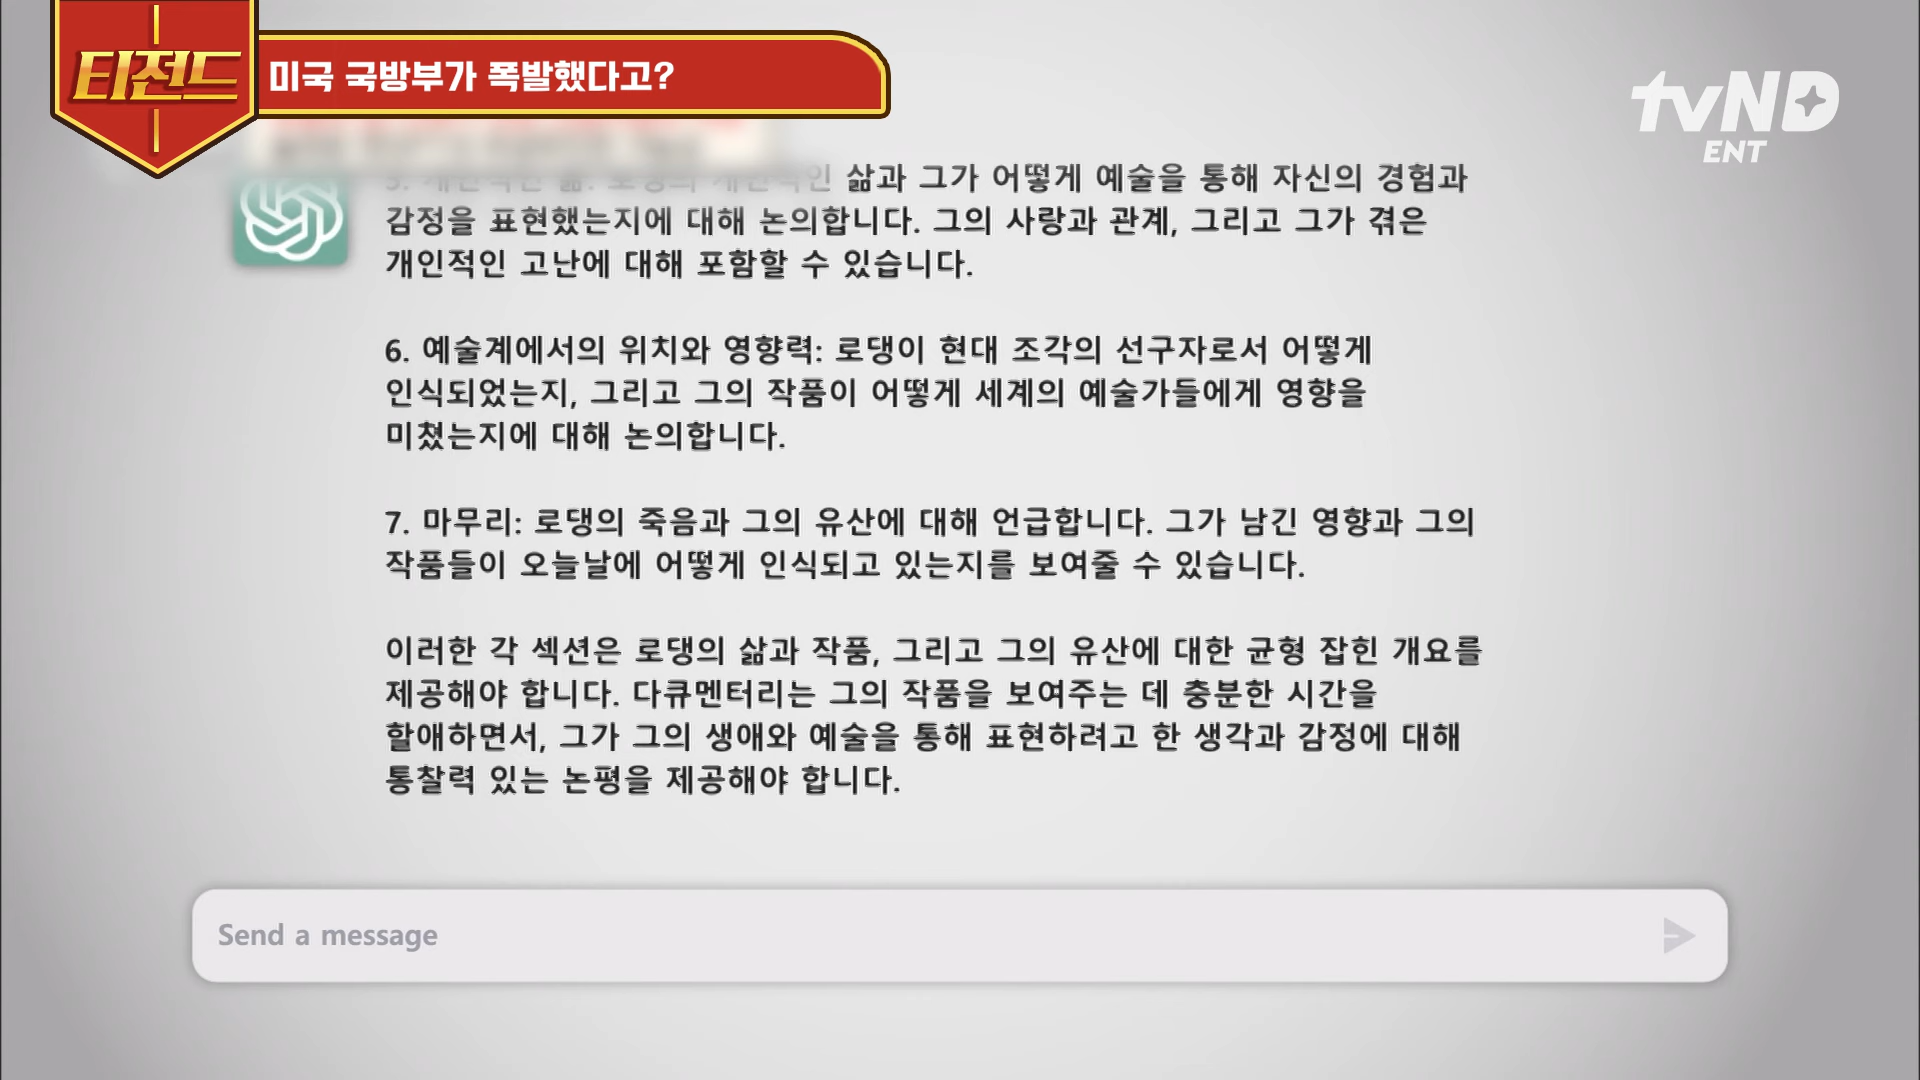 티전드
미국 국방부가 폭발했다고?
tvND
ENT
삶과 그가 어떻게 예술을 통해 자신의 경험과
감정을 표현했는지에 대해 논의합니다. 그의 사랑과 관계, 그리고 그가 겪은
개인적인 고난에 대해 포함할 수 있습니다.
6. 예술계에서의 위치와 영향력: 로댕이 현대 조각의 선구자로서 어떻게
인식되었는지, 그리고 그의 작품이 어떻게 세계의 예술가들에게 영향을
미쳤는지에 대해 논의합니다.
7. 마무리: 로댕의 죽음과 그의 유산에 대해 언급합니다. 그가 남긴 영향과 그의
작품들이 오늘날에 어떻게 인식되고 있는지를 보여줄 수 있습니다.
이러한 각 섹션은 로댕의 삶과 작품, 그리고 그의 유산에 대한 균형 잡힌 개요를
제공해야 합니다. 다큐멘터리는 그의 작품을 보여주는 데 충분한 시간을
할애하면서, 그가 그의 생애와 예술을 통해 표현하려고 한 생각과 감정에 대해
통찰력 있는 논평을 제공해야 합니다.
Send a message